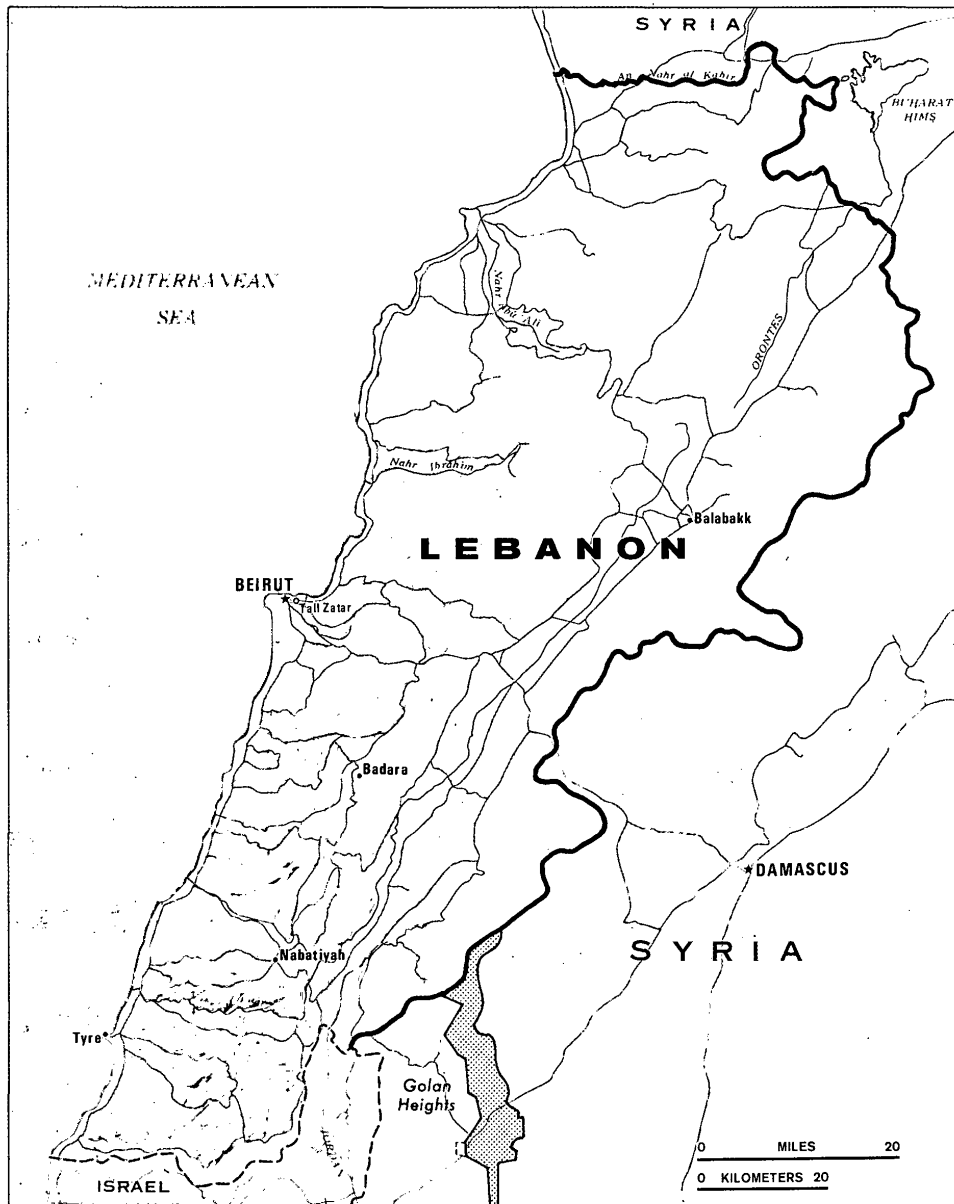 SYRIA
An Nahr al Kabir
BUHARAT
HIMS
MEDITERRANEAN
SEA
Nahr Abu 'Ali
ORONTES
Nahr Ibrahim
Balabakk
LEBANON
BEIRUT
Tall Zatar
Badara
DAMASCUS
Nabatiyah
SYRIA
Tyre
Golan
Heights
0 MILES 20
0 KILOMETERS 20
ISRAEL